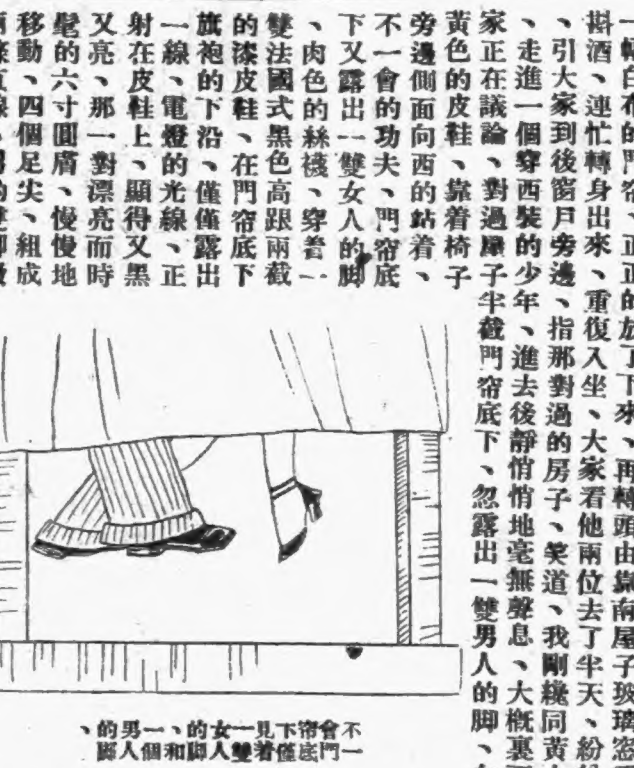 一幅白布的門帘、正正的放了下來、再轉頭由靠南屋子玻璃窗
斟酒、連忙轉身出來、重復入坐、大家看他兩位去了半天、紛
、引大家到後窗戶旁邊、指那對過的房子、笑道、我剛纔同黃
、走進一個穿西裝的少年、進去後靜悄悄地毫無聲息、大概裏
家正在議論、對過屋子半截門帘底下、忽露出一雙男人的脚、
黃色的皮鞋、靠着椅子
旁邊側面向西的站着、
不一會的功夫、門帘底
下又露出一雙女人的脚
、肉色的絲襪、穿着一
雙法國式黑色高跟兩截
的漆皮鞋、在門帘底下
旗袍的下沿、僅僅露出
一線、電燈的光線、正
射在皮鞋上、顯得又黑
又亮、那一對漂亮而時
髦的六寸圓膚、慢慢地
移動、四個足尖、組成
不一
會門
帘底
下僅
見着
一雙
女人
的脚
、和
一個
男人
的脚
、